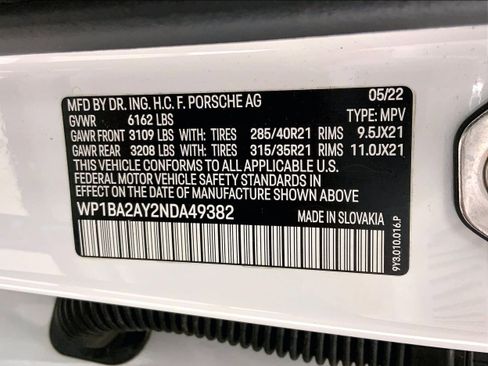 MFD BY DR. ING. H.C. F. PORSCHE AG 05/22
GVWR 6162 LBS TYPE: MPV
GAWR FRONT 3109 LBS WITH: TIRES 285/40R21 RIMS 9.5JX21
GAWR REAR 3208 LBS WITH: TIRES 315/35R21 RIMS 11.0JX21
THIS VEHICLE CONFORMS TO ALL APPLICABLE
FEDERAL MOTOR VEHICLE SAFETY STANDARDS IN
EFFECT ON THE DATE OF MANUFACTURE SHOWN ABOVE
WP1BA2AY2NDA49382 MADE IN SLOVAKIA
9Y3.010.016.P